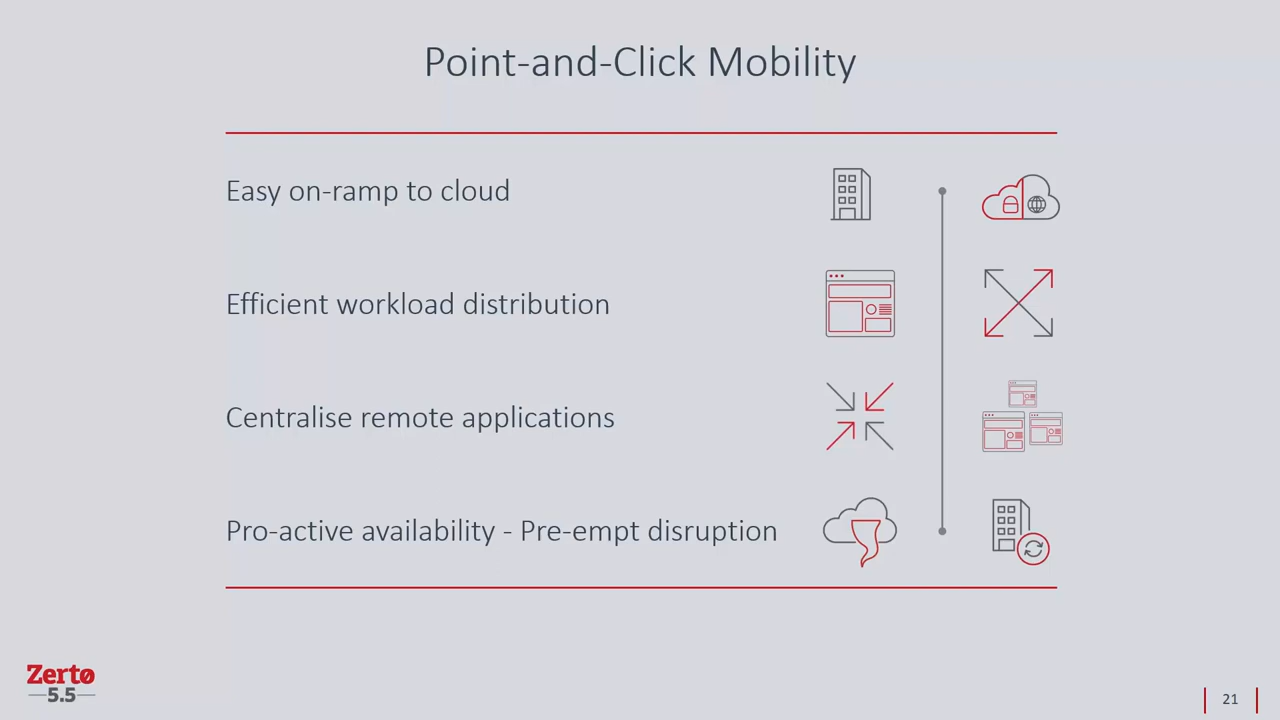 Point-and-Click Mobility
Easy on-ramp to cloud
Efficient workload distribution
Centralise remote applications
Pro-active availability - Pre-empt disruption
Zerto
5.5
21